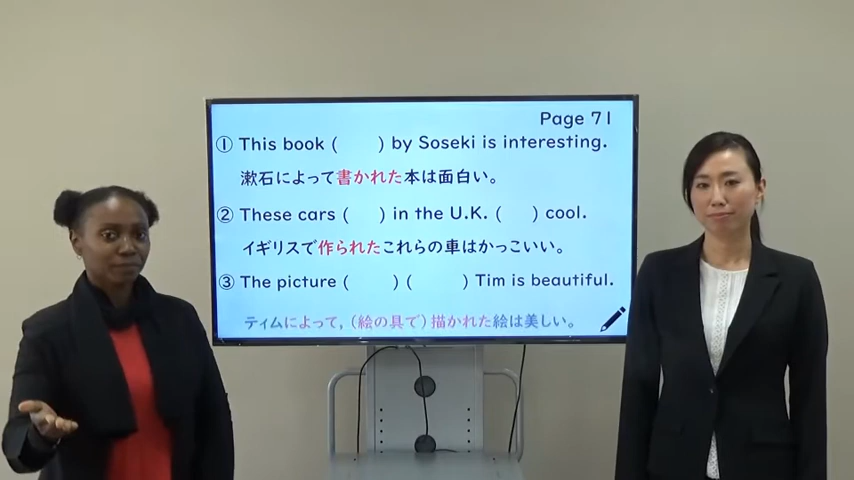 Page 71
① This book (　　) by Soseki is interesting.
漱石によって書かれた本は面白い。
② These cars (　　) in the U.K. (　　) cool.
イギリスで作られたこれらの車はかっこいい。
③ The picture (　　) (　　) Tim is beautiful.
ティムによって,（絵の具で）描かれた絵は美しい。